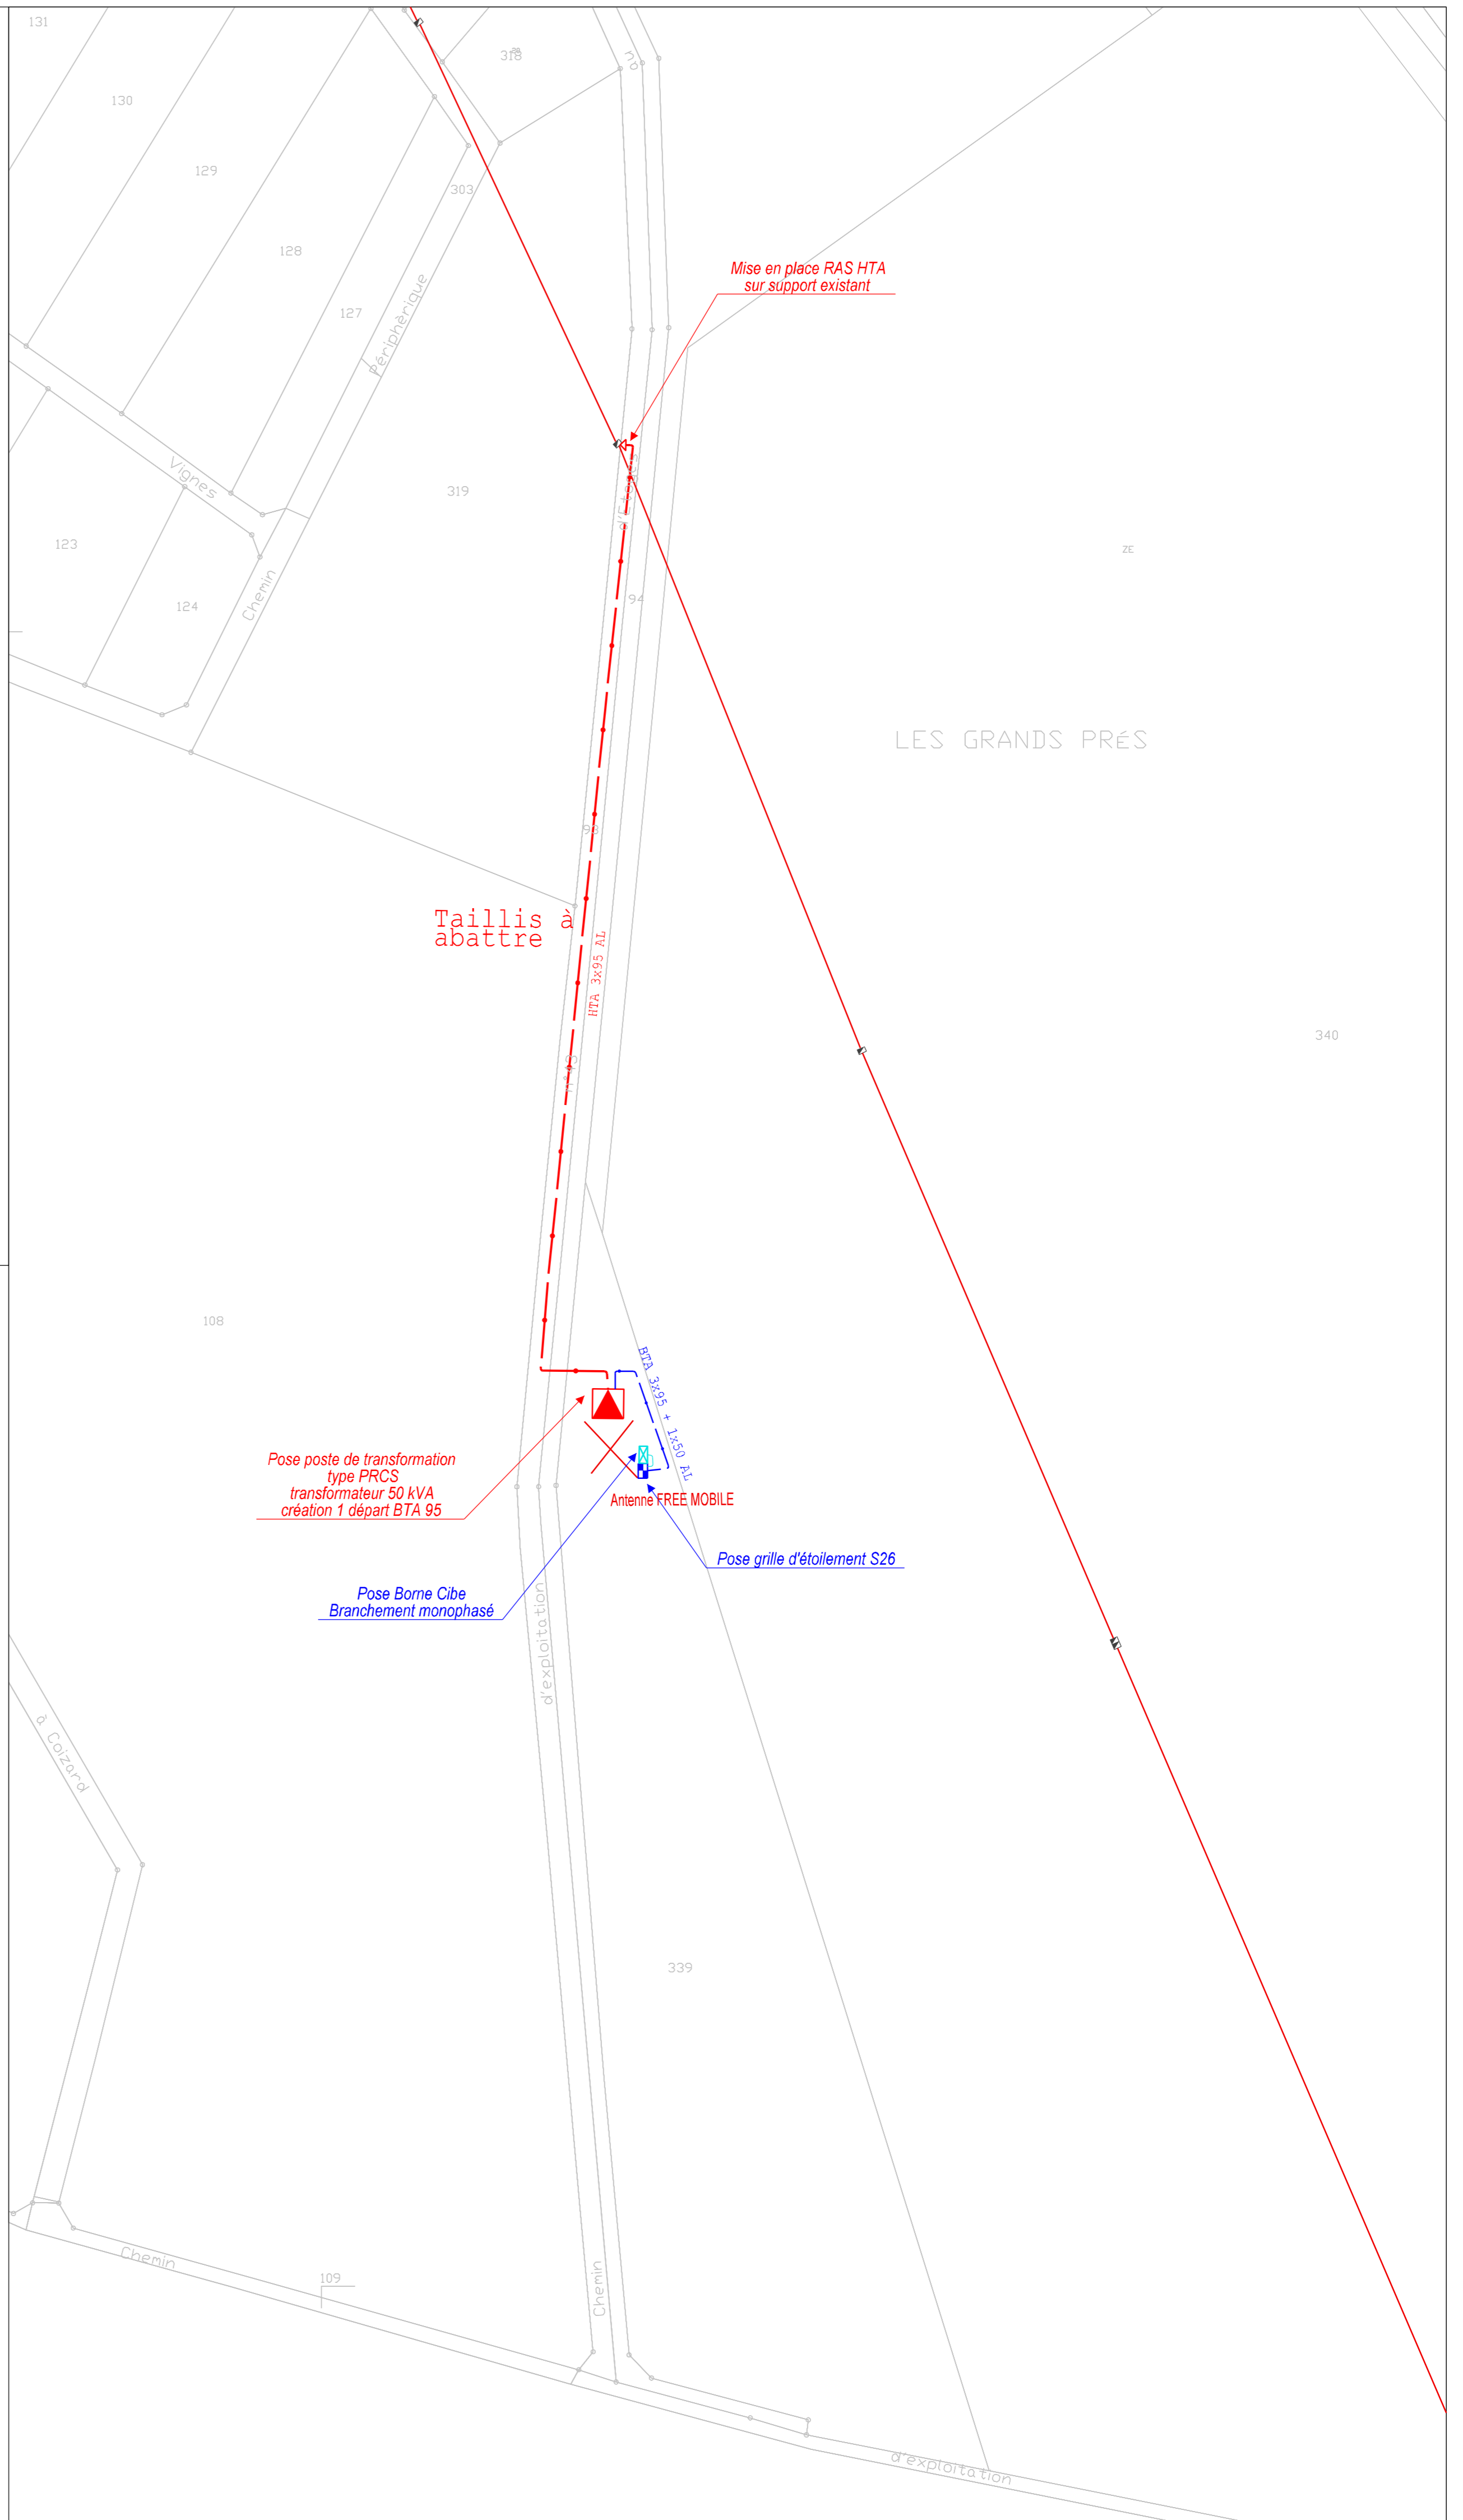 131
318
130
129
303
128
127
Périphèrique
Mise en place RAS HTA
sur support existant
Vignes
319
d'Etoges
123
ZE
Chemin
124
94
LES GRANDS PRÉS
93
Taillis à
abattre
HTA 3x95 AL
340
108
BTA 3x95 + 1x50 AL
Pose poste de transformation
type PRCS
transformateur 50 kVA
création 1 départ BTA 95
Antenne FREE MOBILE
Pose grille d'étoilement S26
Pose Borne Cibe
Branchement monophasé
d'exploitation
à Coizard
339
Chemin
109
Chemin
d'exploitation